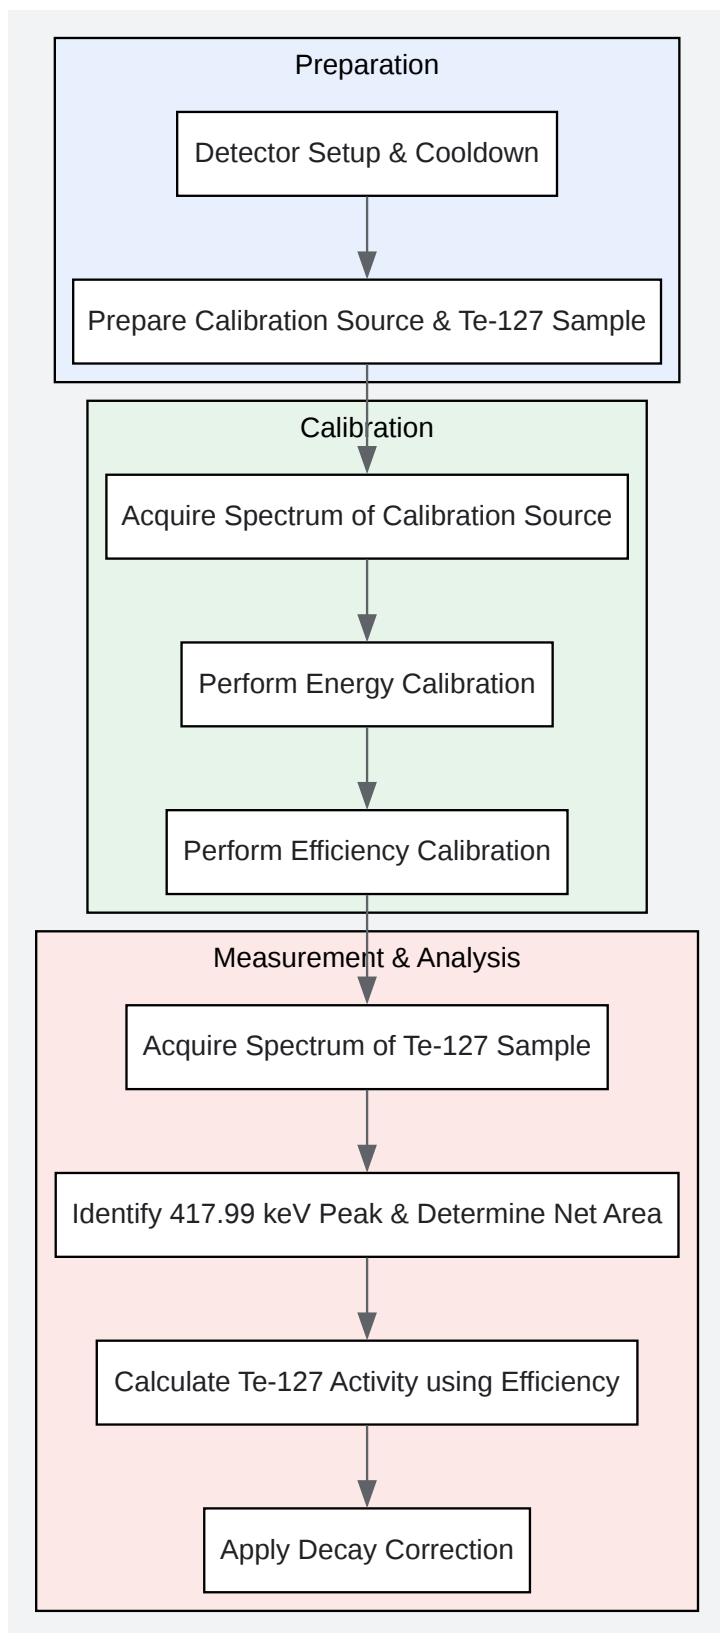 Preparation
Detector Setup & Cooldown
Prepare Calibration Source & Te-127 Sample
Calibration
Acquire Spectrum of Calibration Source
Perform Energy Calibration
Perform Efficiency Calibration
Measurement & Analysis
Acquire Spectrum of Te-127 Sample
Identify 417.99 keV Peak & Determine Net Area
Calculate Te-127 Activity using Efficiency
Apply Decay Correction